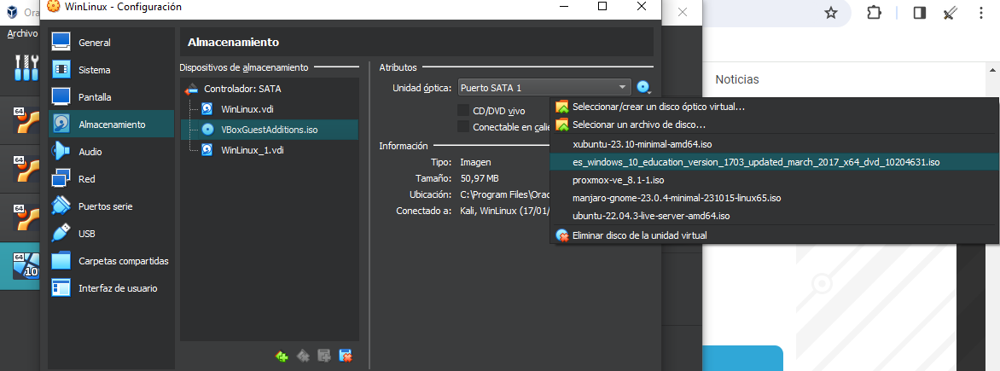 Ora
WinLinux - Configuración
Archivo
General
Sistema
Pantalla
Almacenamiento
Audio
Red
Puertos serie
USB
Carpetas compartidas
Interfaz de usuario
64
64
64
64
10
Almacenamiento
Dispositivos de almacenamiento
Controlador: SATA
WinLinux.vdi
VBoxGuestAdditions.iso
WinLinux_1.vdi
Atributos
Unidad óptica: Puerto SATA 1
CD/DVD vivo
Conectable en calie
Información
Tipo: Imagen
Tamaño: 50,97 MB
Ubicación: C:\Program Files\Orac
Conectado a: Kali, WinLinux (17/01/
Seleccionar/crear un disco óptico virtual...
Selecionar un archivo de disco...
xubuntu-23.10-minimal-amd64.iso
es_windows_10_education_version_1703_updated_march_2017_x64_dvd_10204631.iso
proxmox-ve_8.1-1.iso
manjaro-gnome-23.0.4-minimal-231015-linux65.iso
ubuntu-22.04.3-live-server-amd64.iso
Eliminar disco de la unidad virtual
Noticias